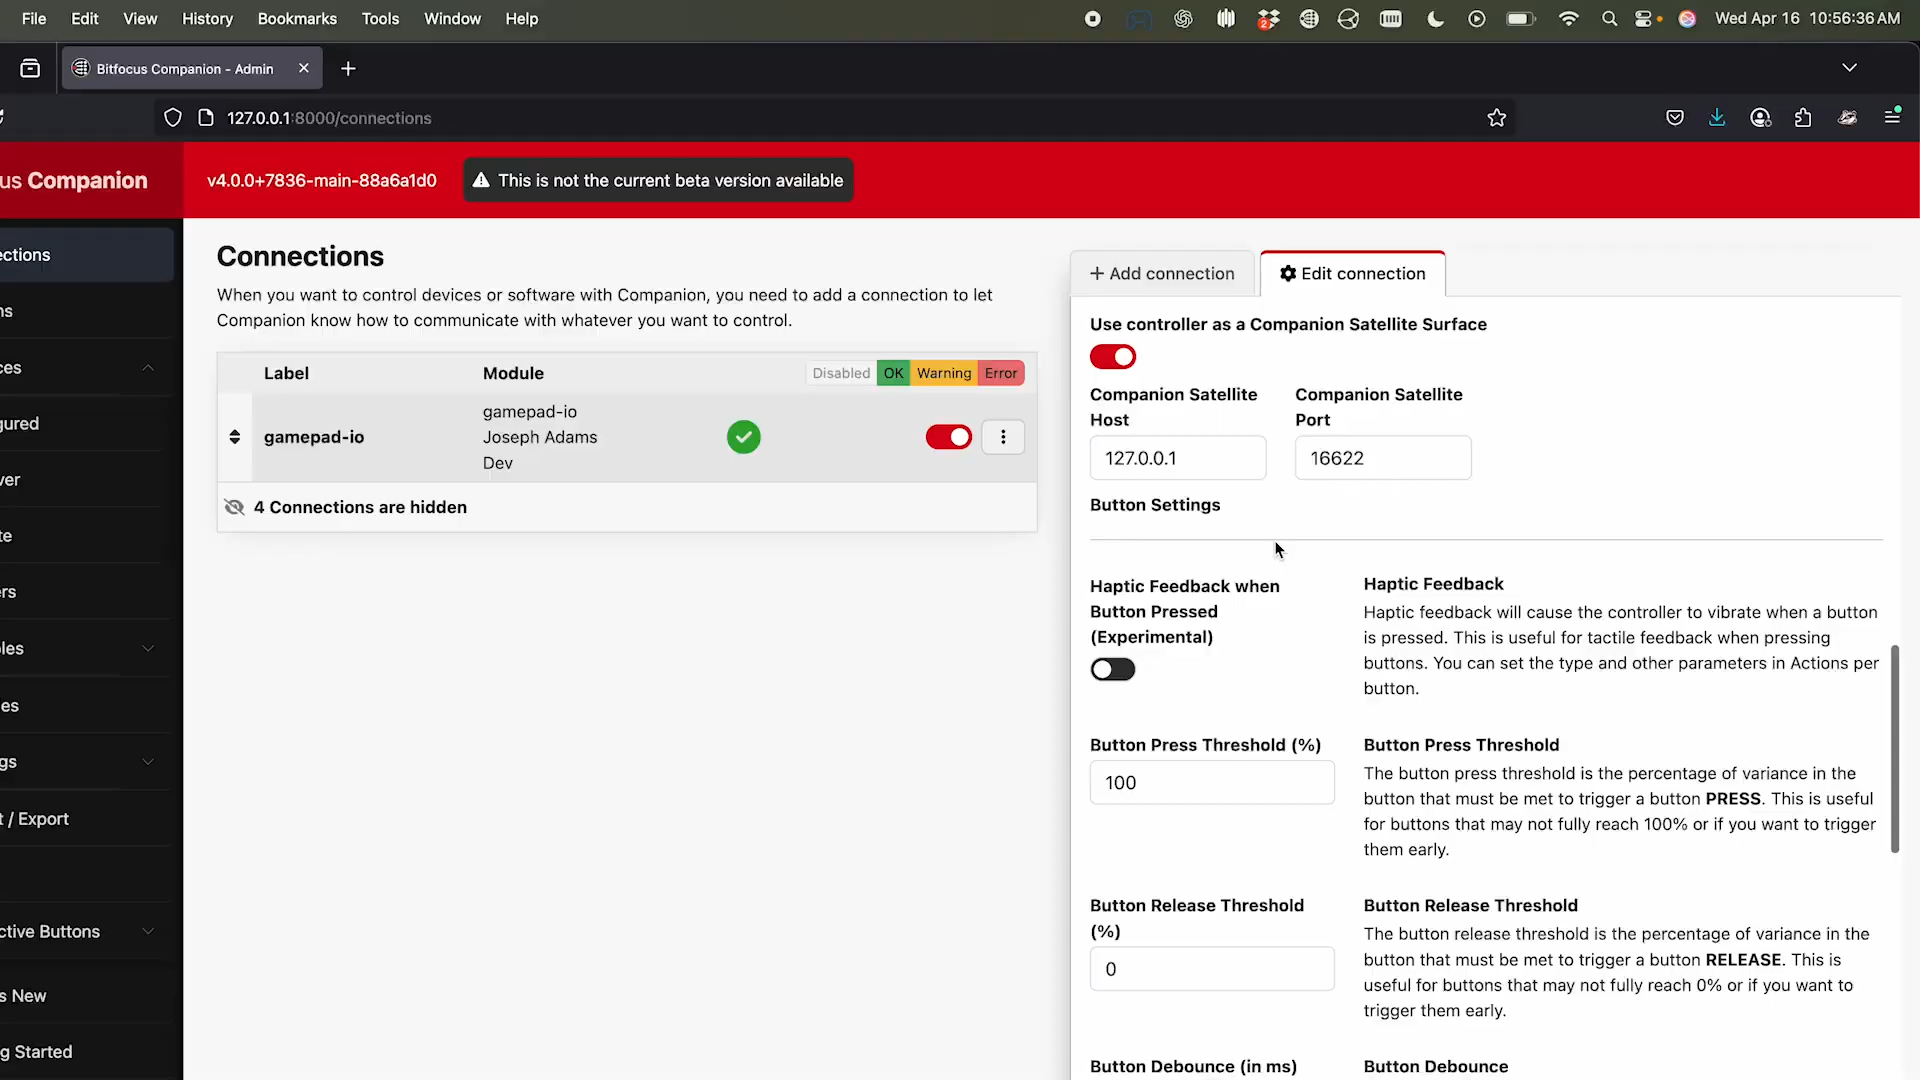 File Edit View History Bookmarks Tools Window Help
2
Wed Apr 16 10:56:36 AM
Bitfocus Companion - Admin
127.0.0.1:8000/connections
us Companion
v4.0.0+7836-main-88a6a1d0
This is not the current beta version available
ections
ns
ces
gured
ver
te
ers
les
es
gs
t / Export
ctive Buttons
s New
g Started
Connections
When you want to control devices or software with Companion, you need to add a connection to let
Companion know how to communicate with whatever you want to control.
Label Module Disabled OK Warning Error
gamepad-io
gamepad-io
Joseph Adams
Dev
4 Connections are hidden
+ Add connection
Edit connection
Use controller as a Companion Satellite Surface
Companion Satellite
Host
127.0.0.1
Companion Satellite
Port
16622
Button Settings
Haptic Feedback when
Button Pressed
(Experimental)
Haptic Feedback
Haptic feedback will cause the controller to vibrate when a button
is pressed. This is useful for tactile feedback when pressing
buttons. You can set the type and other parameters in Actions per
button.
Button Press Threshold (%)
100
Button Press Threshold
The button press threshold is the percentage of variance in the
button that must be met to trigger a button PRESS. This is useful
for buttons that may not fully reach 100% or if you want to trigger
them early.
Button Release Threshold
(%)
0
Button Release Threshold
The button release threshold is the percentage of variance in the
button that must be met to trigger a button RELEASE. This is
useful for buttons that may not fully reach 0% or if you want to
trigger them early.
Button Debounce (in ms)
Button Debounce